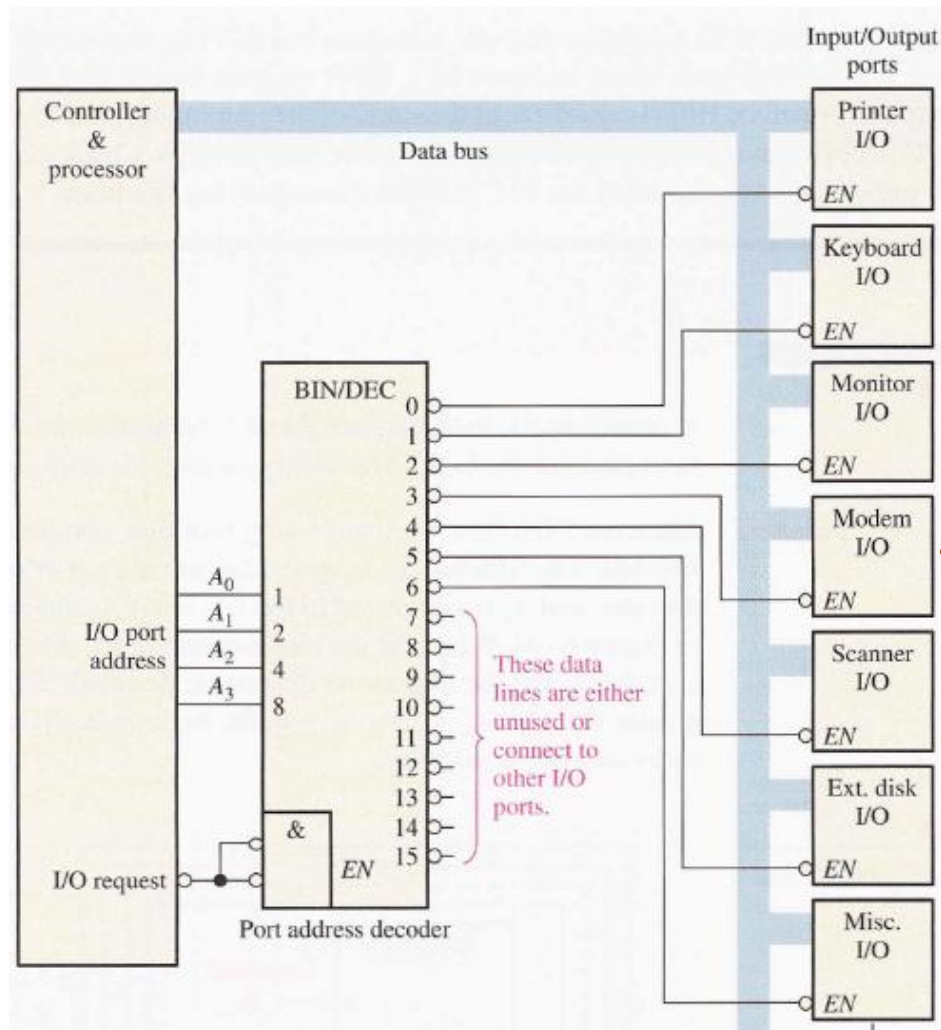 Input/Output
ports
Controller
&
processor
Data bus
Printer
I/O
EN
Keyboard
I/O
EN
Monitor
I/O
EN
Modem
I/O
EN
Scanner
I/O
EN
Ext. disk
I/O
EN
Misc.
I/O
EN
BIN/DEC
0
1
2
3
4
5
6
7
8
9
10
11
12
13
14
15
I/O port
address
A0
A1
A2
A3
1
2
4
8
These data
lines are either
unused or
connect to
other I/O
ports.
&
EN
I/O request
Port address decoder